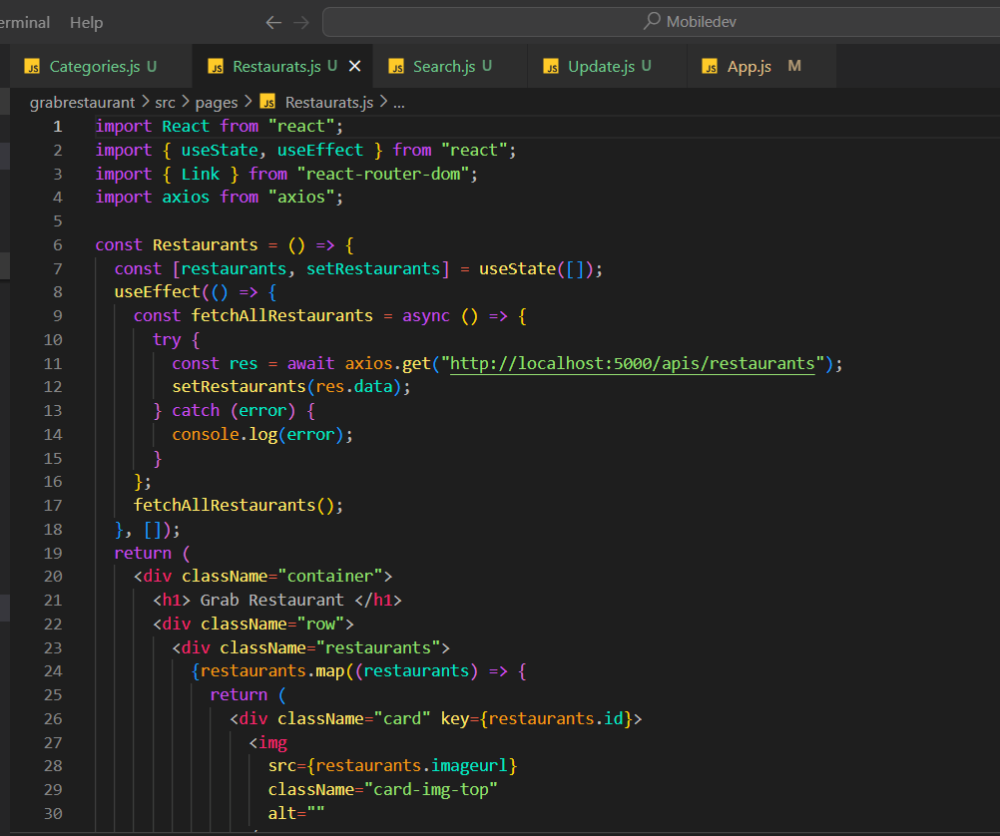 erminal Help ← → Mobiledev
JS Categories.js U JS Restaurats.js U × JS Search.js U JS Update.js U JS App.js M
grabrestaurant > src > pages > JS Restaurats.js > ...
1 import React from "react";
2 import { useState, useEffect } from "react";
3 import { Link } from "react-router-dom";
4 import axios from "axios";
5
6 const Restaurants = () => {
7 const [restaurants, setRestaurants] = useState([]);
8 useEffect(() => {
9 const fetchAllRestaurants = async () => {
10 try {
11 const res = await axios.get("http://localhost:5000/apis/restaurants");
12 setRestaurants(res.data);
13 } catch (error) {
14 console.log(error);
15 }
16 };
17 fetchAllRestaurants();
18 }, []);
19 return (
20 <div className="container">
21 <h1> Grab Restaurant </h1>
22 <div className="row">
23 <div className="restaurants">
24 {restaurants.map((restaurants) => {
25 return (
26 <div className="card" key={restaurants.id}>
27 <img
28 src={restaurants.imageurl}
29 className="card-img-top"
30 alt=""